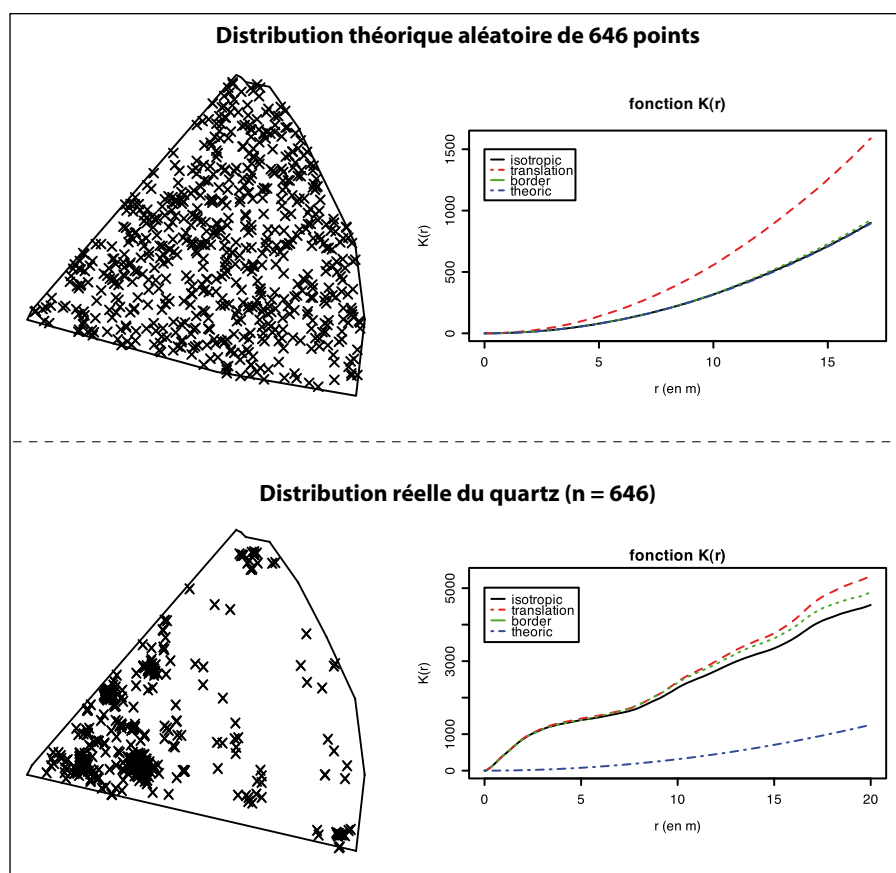 Distribution théorique aléatoire de 646 points
fonction K(r)
isotropic
translation
border
theoric
K(r)
0 500 1000 1500
0 5 10 15
r (en m)
Distribution réelle du quartz (n = 646)
fonction K(r)
isotropic
translation
border
theoric
K(r)
0 1000 3000 5000
0 5 10 15 20
r (en m)